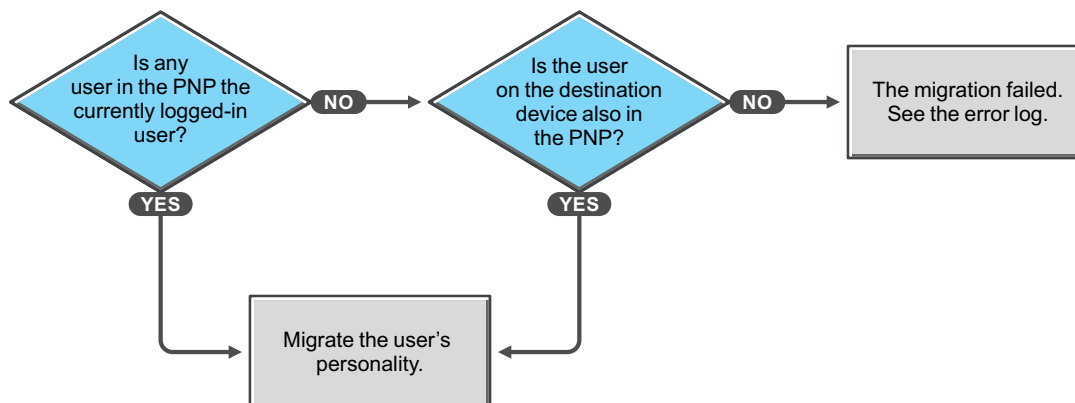 Is any
user in the PNP the
currently logged-in
user?
NO
Is the user
on the destination
device also in
the PNP?
NO
The migration failed.
See the error log.
YES
YES
Migrate the user's
personality.